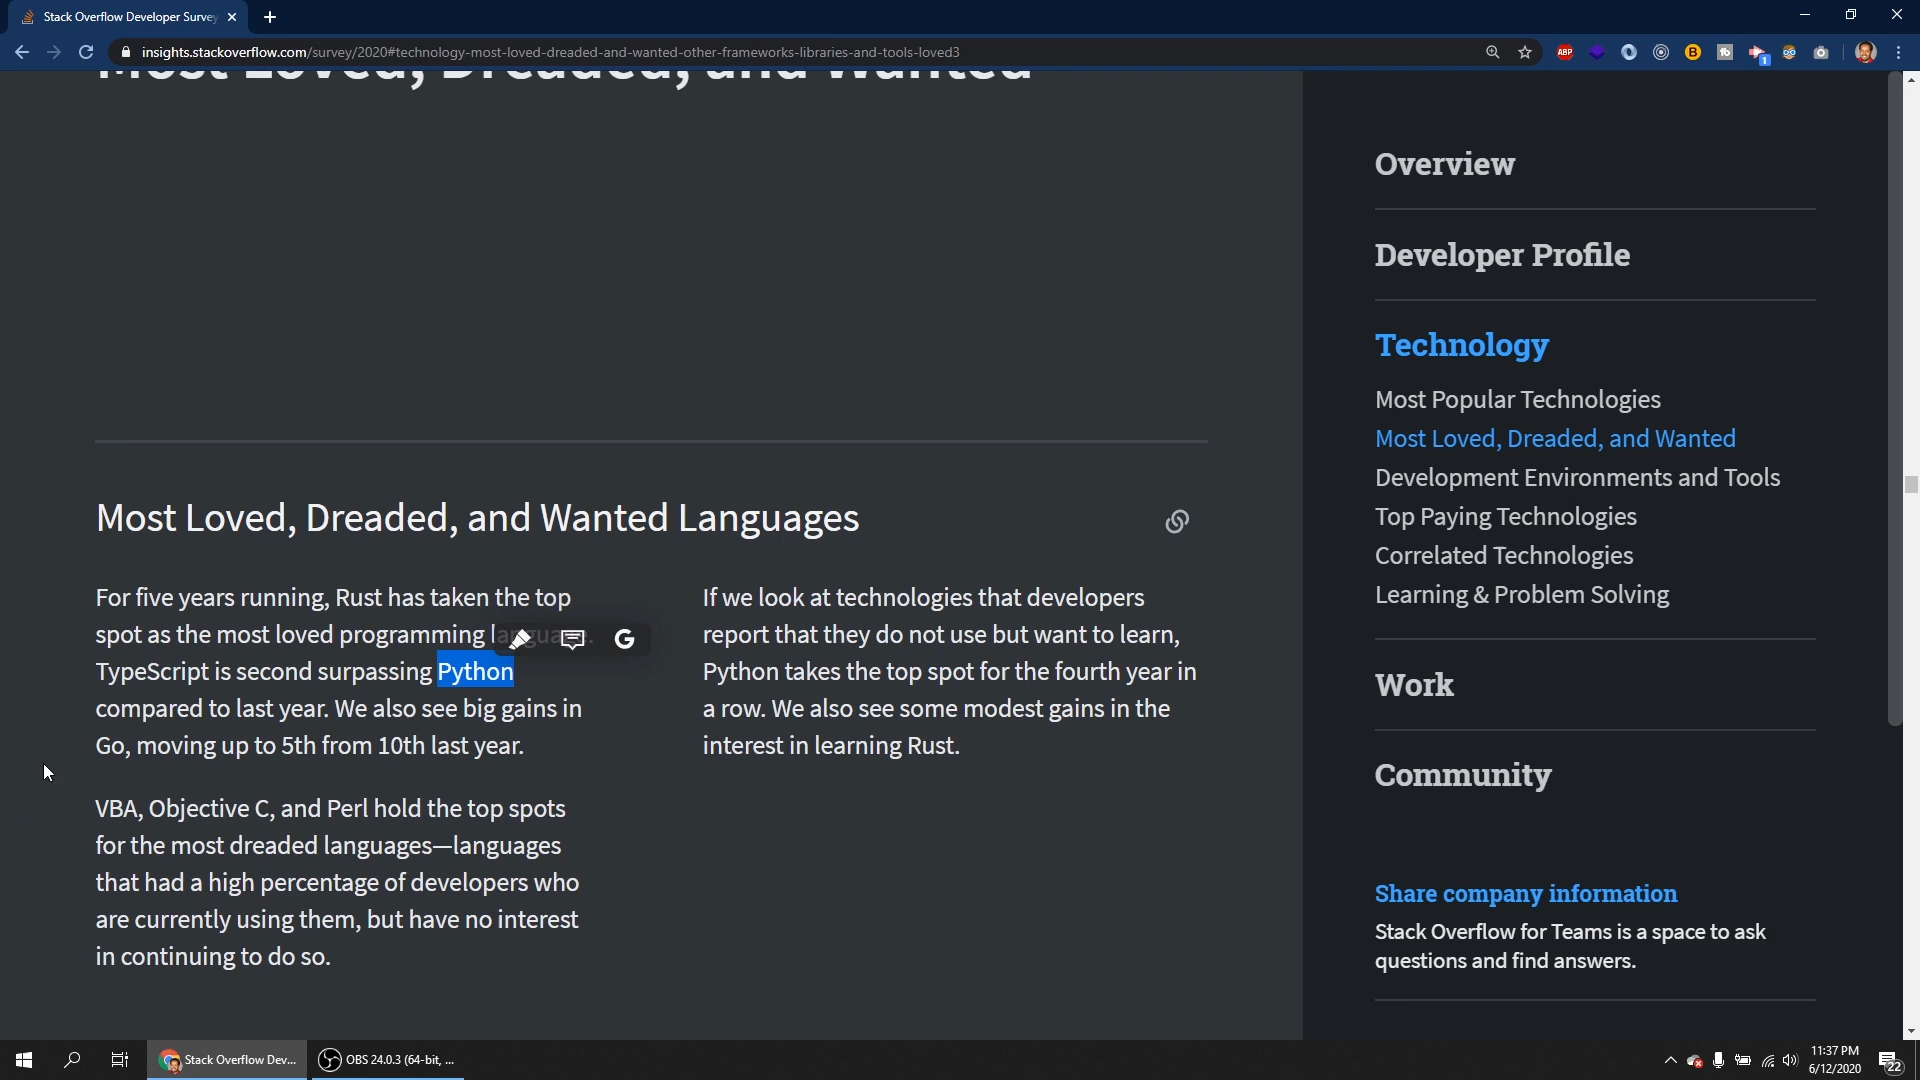 Stack Overflow Developer Survey
insights.stackoverflow.com/survey/2020#technology-most-loved-dreaded-and-wanted-other-frameworks-libraries-and-tools-loved3
ABP
B
1
Most Loved, Dreaded, and Wanted
Most Loved, Dreaded, and Wanted Languages
For five years running, Rust has taken the top
spot as the most loved programming language.
TypeScript is second surpassing Python
compared to last year. We also see big gains in
Go, moving up to 5th from 10th last year.
VBA, Objective C, and Perl hold the top spots
for the most dreaded languages—languages
that had a high percentage of developers who
are currently using them, but have no interest
in continuing to do so.
If we look at technologies that developers
report that they do not use but want to learn,
Python takes the top spot for the fourth year in
a row. We also see some modest gains in the
interest in learning Rust.
G
Overview
Developer Profile
Technology
Most Popular Technologies
Most Loved, Dreaded, and Wanted
Development Environments and Tools
Top Paying Technologies
Correlated Technologies
Learning & Problem Solving
Work
Community
Share company information
Stack Overflow for Teams is a space to ask
questions and find answers.
Stack Overflow Dev...
OBS 24.0.3 (64-bit, ...
11:37 PM
6/12/2020
22